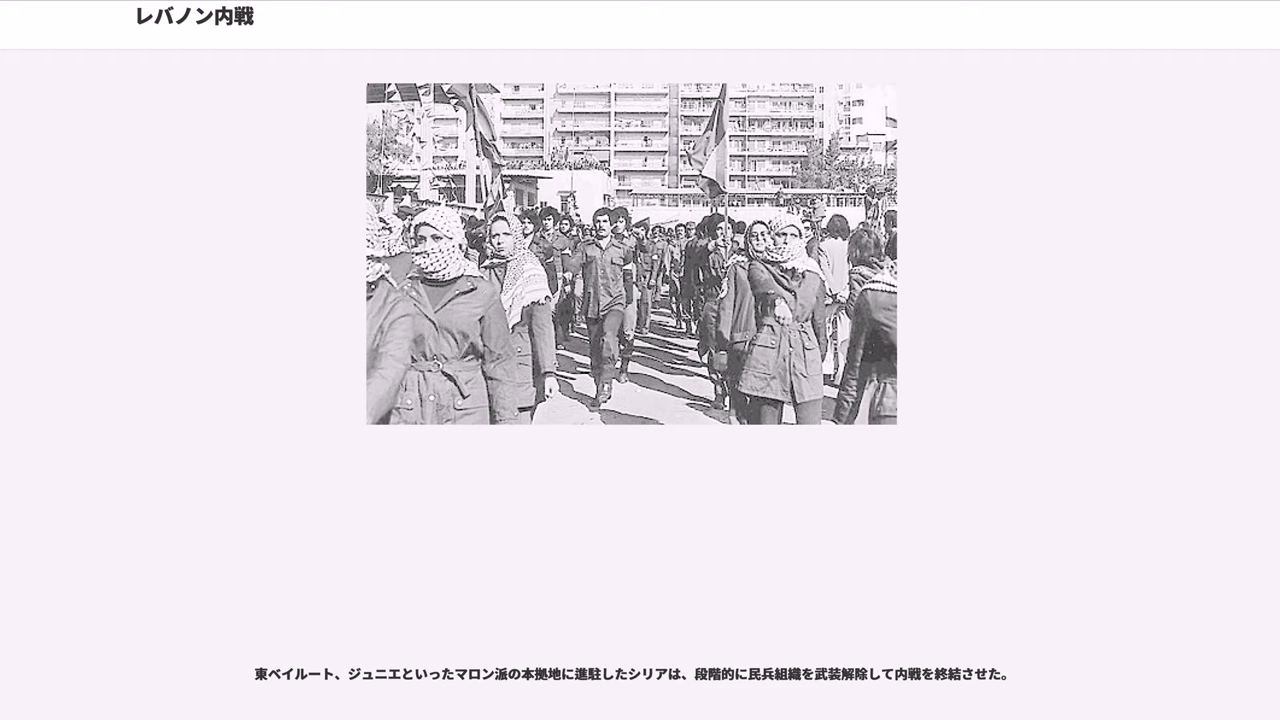 レバノン内戦
東ベイルート、ジュニエといったマロン派の本拠地に進駐したシリアは、段階的に民兵組織を武装解除して内戦を終結させた。